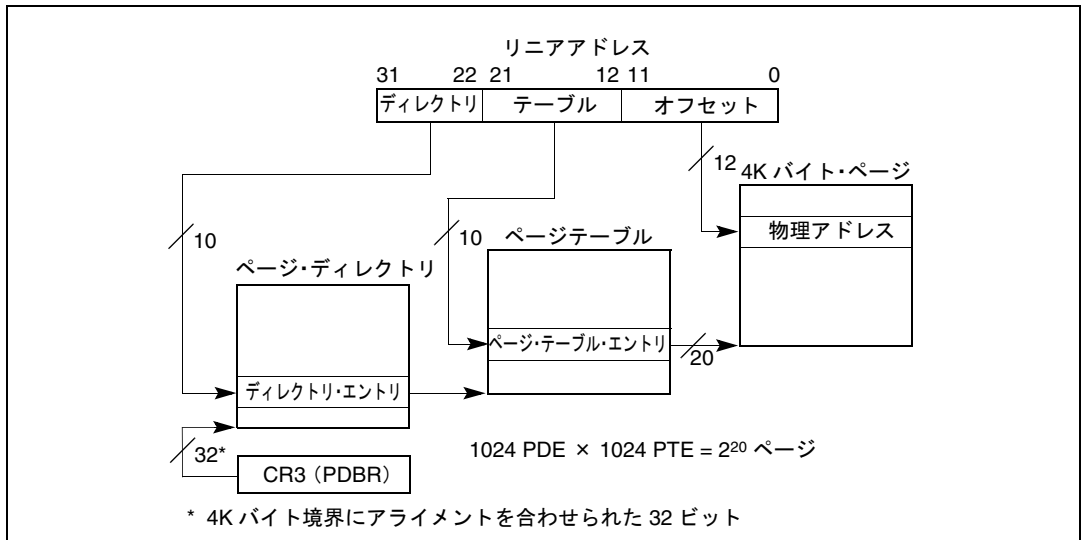 リニアアドレス
31 22 21 12 11 0
ディレクトリ テーブル オフセット
12
4K バイト・ページ
物理アドレス
10
10
ページテーブル
ページ・ディレクトリ
ページ・テーブル・エントリ
20
ディレクトリ・エントリ
32*
1024 PDE × 1024 PTE = 2²⁰ ページ
CR3 (PDBR)
* 4K バイト境界にアライメントを合わせられた 32 ビット